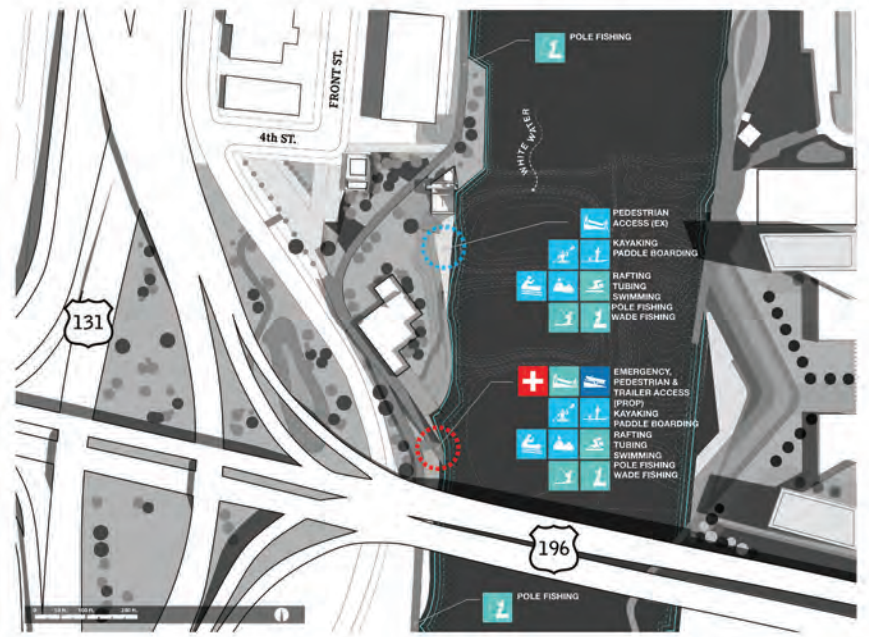 POLE FISHING
FRONT ST.
4th ST.
WHITE WATER
PEDESTRIAN
ACCESS (EX)
KAYAKING
PADDLE BOARDING
RAFTING
TUBING
SWIMMING
POLE FISHING
WADE FISHING
131
EMERGENCY,
PEDESTRIAN &
TRAILER ACCESS
(PROP)
KAYAKING
PADDLE BOARDING
RAFTING
TUBING
SWIMMING
POLE FISHING
WADE FISHING
196
POLE FISHING
0